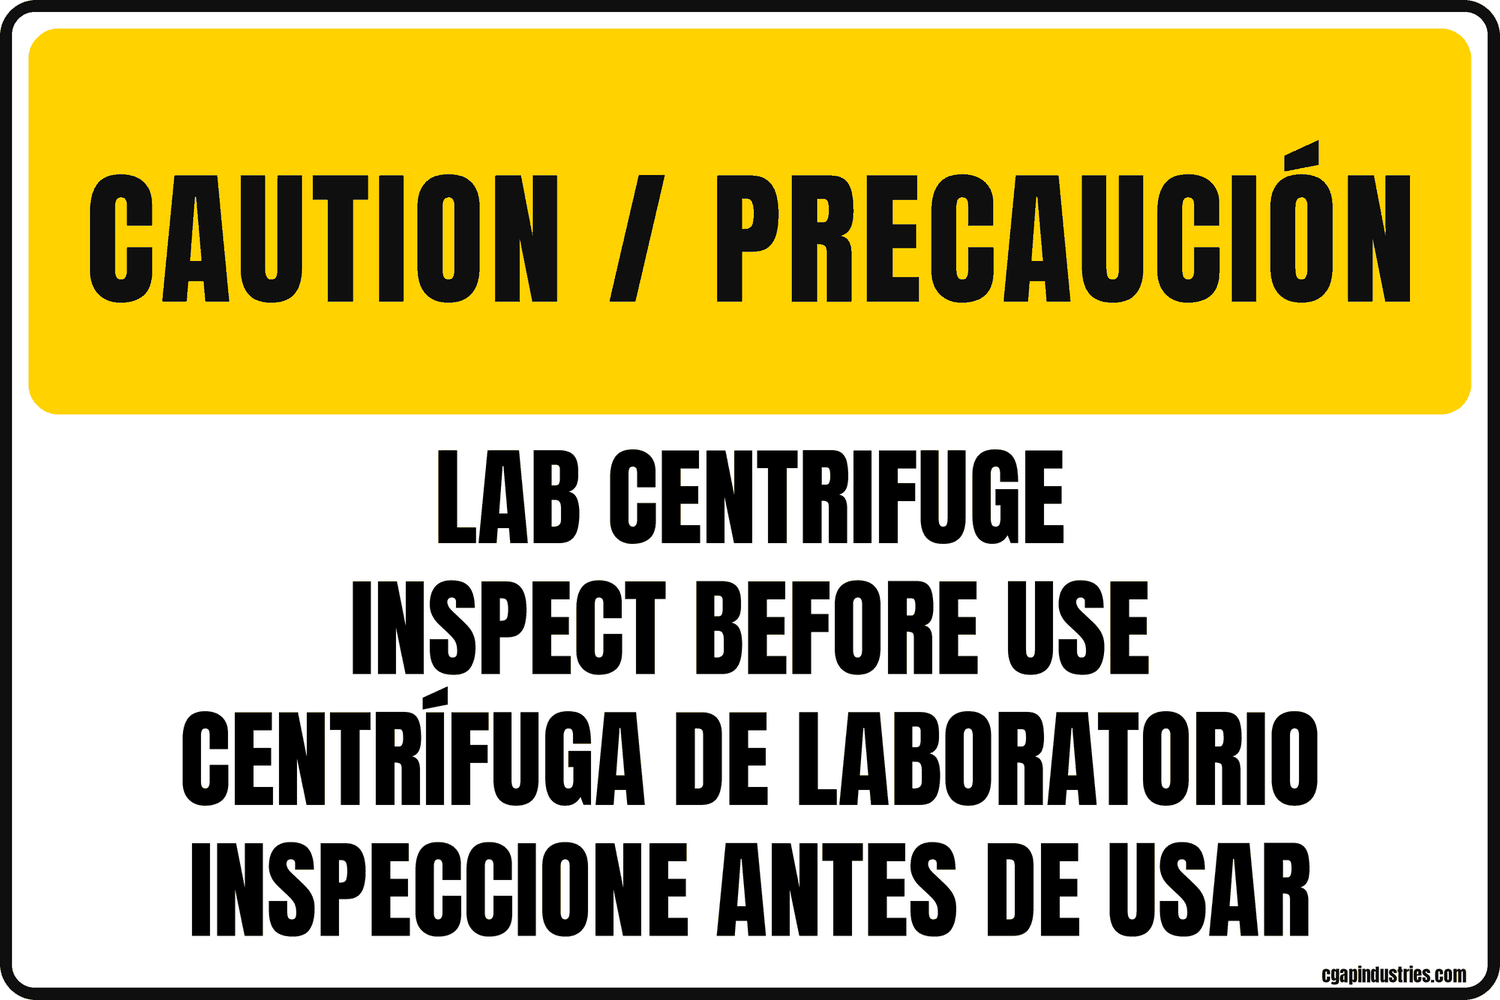 CAUTION / PRECAUCIÓN
LAB CENTRIFUGE
INSPECT BEFORE USE
CENTRÍFUGA DE LABORATORIO
INSPECCIONE ANTES DE USAR
cgapindustries.com